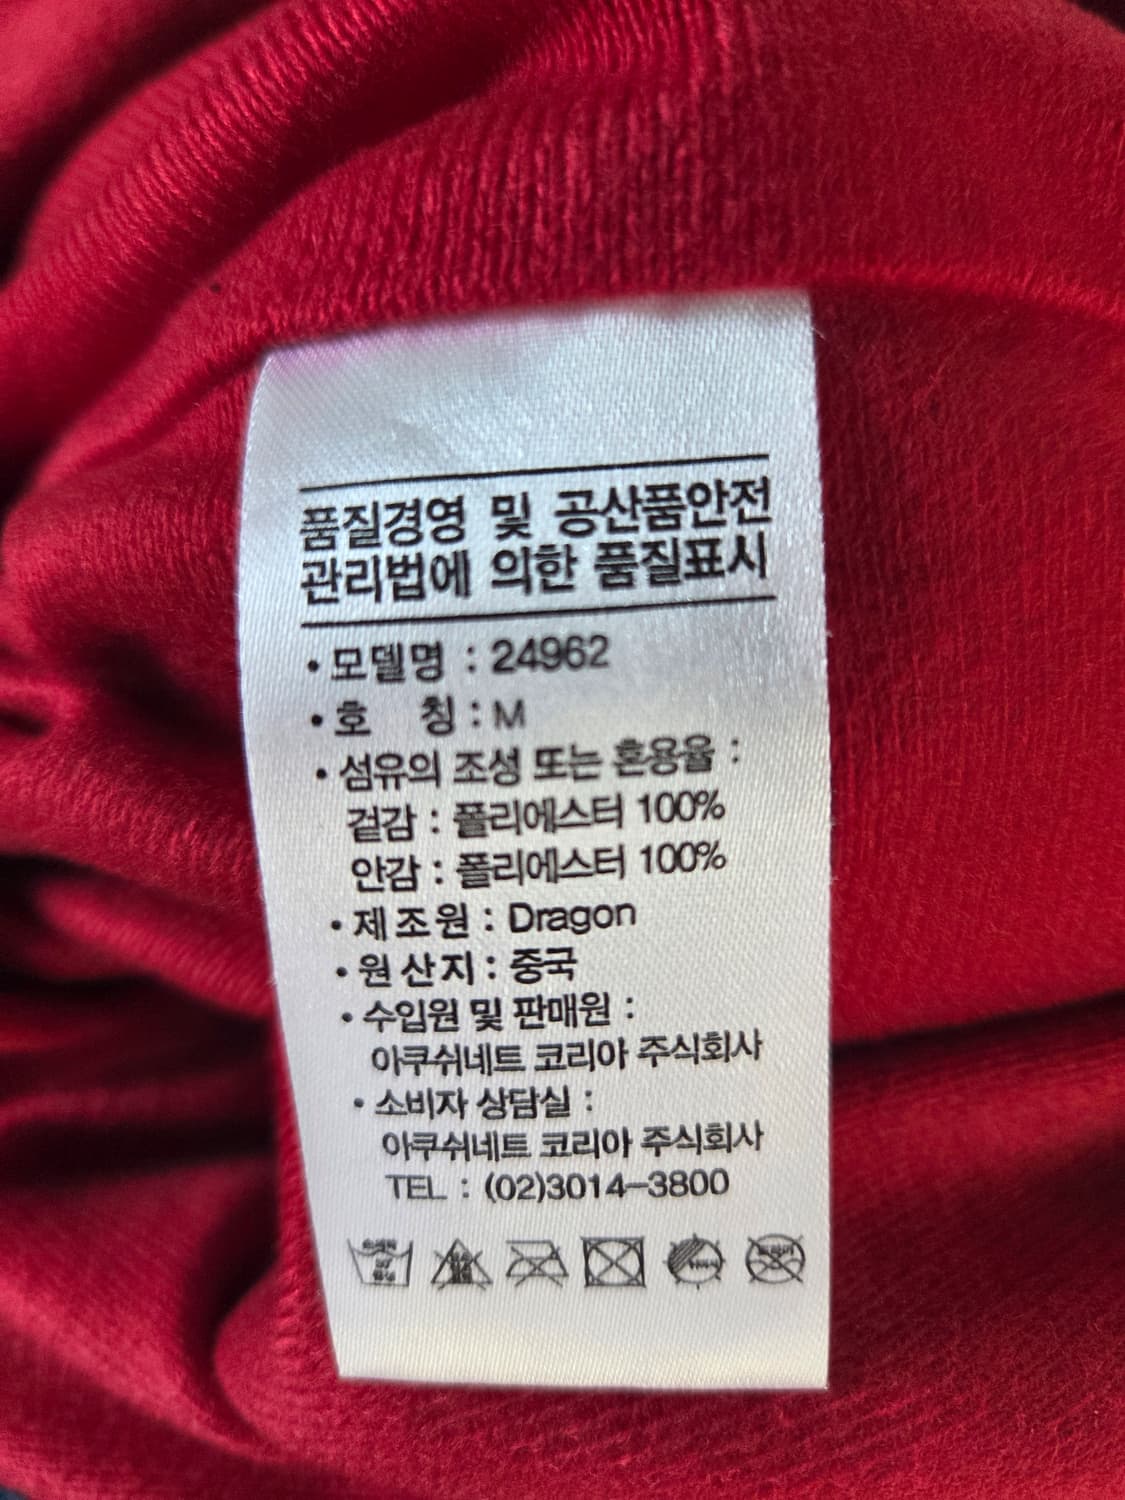 품질경영 및 공산품안전
관리법에 의한 품질표시
• 모델명 : 24962
• 호 칭 : M
• 섬유의 조성 또는 혼용율 :
겉감 : 폴리에스터 100%
안감 : 폴리에스터 100%
• 제조원 : Dragon
• 원산지 : 중국
• 수입원 및 판매원 :
아쿠쉬네트 코리아 주식회사
• 소비자 상담실 :
아쿠쉬네트 코리아 주식회사
TEL : (02)3014-3800